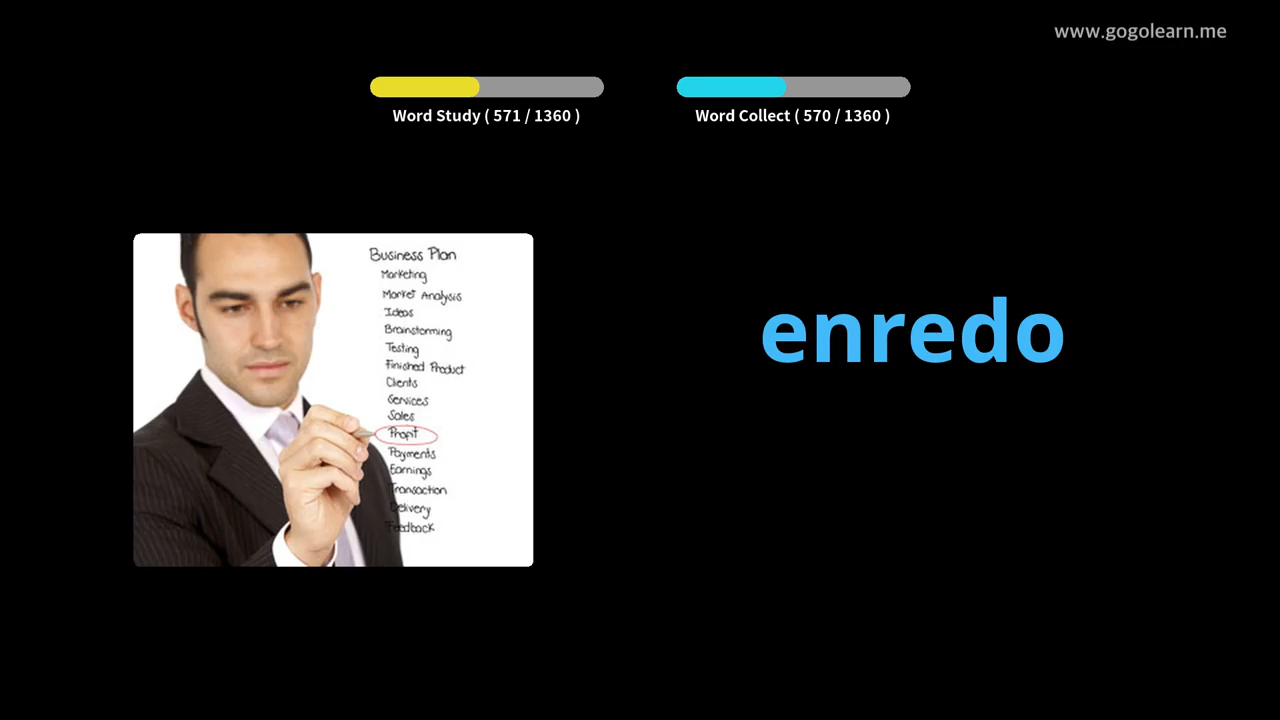 www.gogolearn.me
Word Study ( 571 / 1360 )
Word Collect ( 570 / 1360 )
Business Plan
Marketing
Market Analysis
Ideas
Brainstorming
Testing
Finished Product
Clients
Services
Sales
Profit
Payments
Earnings
Transaction
Delivery
Feedback
enredo